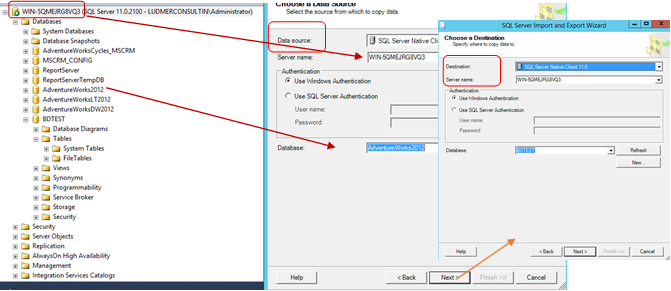 WIN-5QMEJRG8VQ3 (SQL Server 11.0.2100 - LUDMERCONSULTIN\Administrator)
Databases
System Databases
Database Snapshots
AdventureWorksCycles_MSCRM
MSCRM_CONFIG
ReportServer
ReportServerTempDB
AdventureWorks2012
AdventureWorksLT2012
AdventureWorksDW2012
BDTEST
Database Diagrams
Tables
System Tables
FileTables
Views
Synonyms
Programmability
Service Broker
Storage
Security
Security
Server Objects
Replication
AlwaysOn High Availability
Management
Integration Services Catalogs
Choose a Data Source
Select the source from which to copy data.
Data source:
SQL Server Native Clie
Server name:
WIN-5QMEJRG8VQ3
Authentication
Use Windows Authentication
Use SQL Server Authentication
User name:
Password:
Database:
AdventureWorks2012
Help
< Back
Next >
Finish >>|
Cancel
SQL Server Import and Export Wizard
Choose a Destination
Specify where to copy data to.
Destination:
SQL Server Native Client 11.0
Server name:
WIN-5QMEJRG8VQ3
Authentication
Use Windows Authentication
Use SQL Server Authentication
User name:
Password:
Database:
BDTEST
Refresh
New...
Help
< Back
Next >
Finish >>|
Cancel